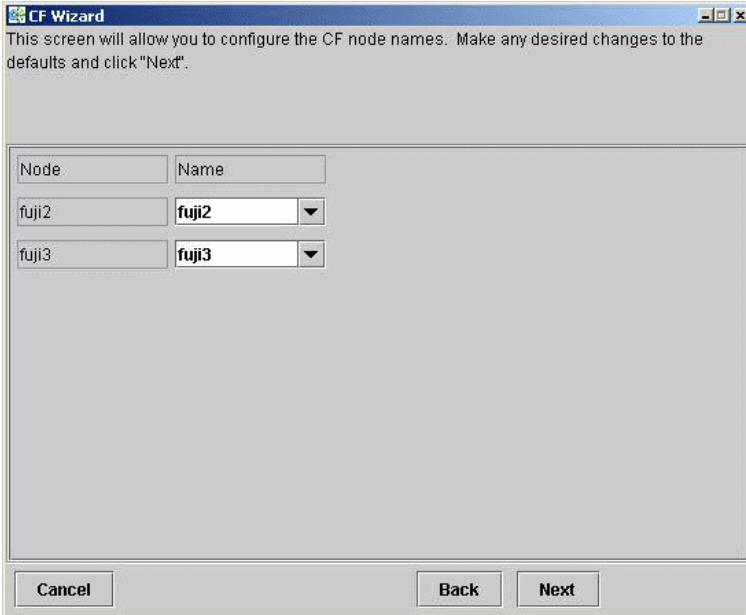 CF Wizard
This screen will allow you to configure the CF node names. Make any desired changes to the
defaults and click "Next".
Node Name
fuji2 fuji2
fuji3 fuji3
Cancel Back Next